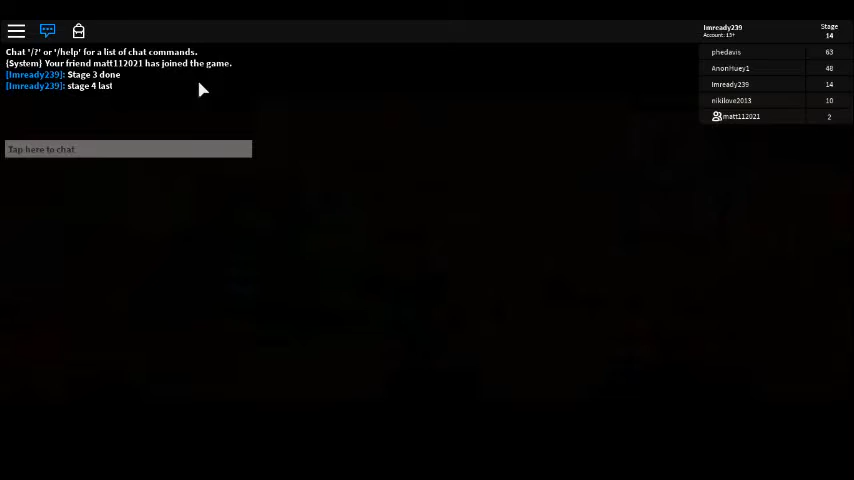 Imready239
Account: 13+
Stage
14
Chat '/?' or '/help' for a list of chat commands.
{System} Your friend matt112021 has joined the game.
[Imready239]: Stage 3 done
[Imready239]: stage 4 last
Tap here to chat
phedavis 63
AnonHuey1 48
Imready239 14
nikilove2013 10
matt112021 2